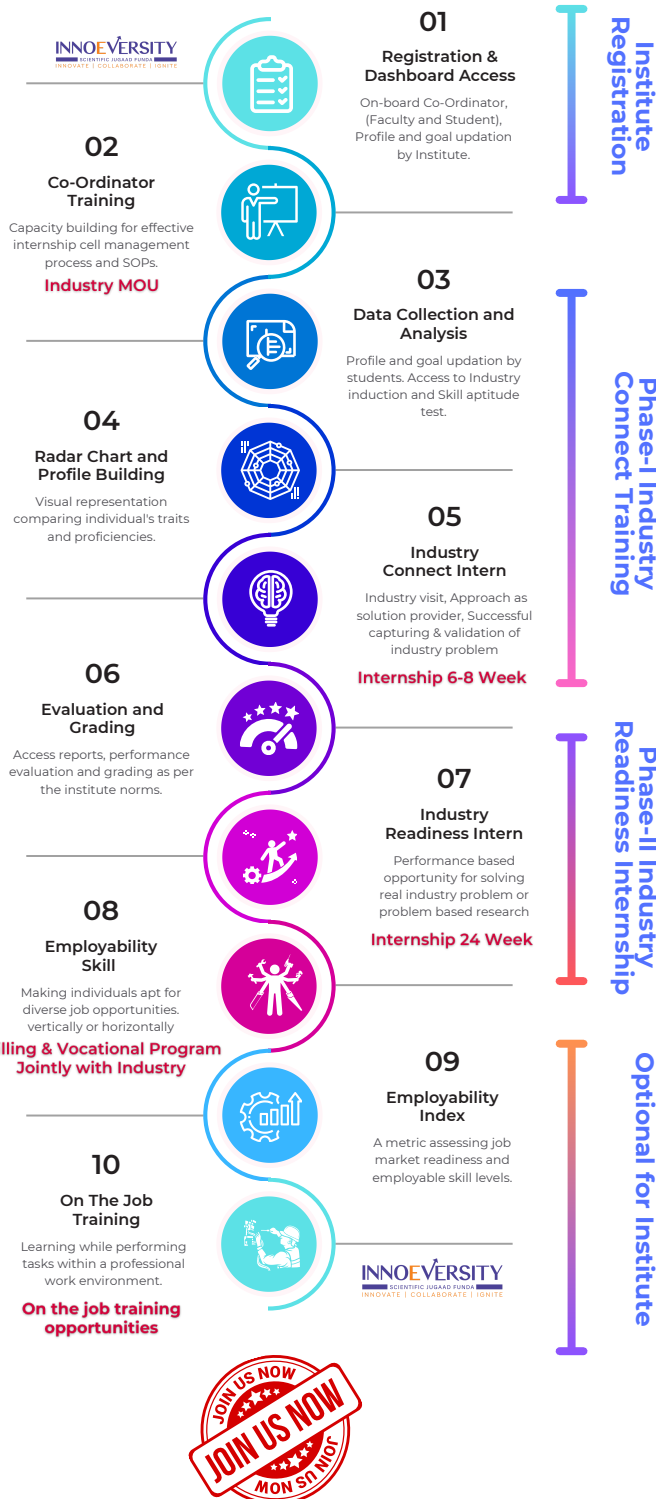 INNOEVERSITY
SCIENTIFIC JUGAAD FUNDA
INNOVATE | COLLABORATE | IGNITE
01
Registration &
Dashboard Access
On-board Co-Ordinator,
(Faculty and Student),
Profile and goal updation
by Institute.
Institute
Registration
02
Co-Ordinator
Training
Capacity building for effective
internship cell management
process and SOPs.
Industry MOU
03
Data Collection and
Analysis
Profile and goal updation by
students. Access to Industry
induction and Skill aptitude
test.
04
Radar Chart and
Profile Building
Visual representation
comparing individual's traits
and proficiencies.
05
Industry
Connect Intern
Industry visit, Approach as
solution provider, Successful
capturing & validation of
industry problem
Internship 6-8 Week
Phase-I Industry
Connect Training
06
Evaluation and
Grading
Access reports, performance
evaluation and grading as per
the institute norms.
07
Industry
Readiness Intern
Performance based
opportunity for solving
real industry problem or
problem based research
Internship 24 Week
Phase-II Industry
Readiness Internship
08
Employability
Skill
Making individuals apt for
diverse job opportunities.
vertically or horizontally
lling & Vocational Program
Jointly with Industry
09
Employability
Index
A metric assessing job
market readiness and
employable skill levels.
10
On The Job
Training
Learning while performing
tasks within a professional
work environment.
On the job training
opportunities
Optional for Institute
INNOEVERSITY
SCIENTIFIC JUGAAD FUNDA
INNOVATE | COLLABORATE | IGNITE
JOIN US NOW
JOIN US NOW
JOIN US NOW